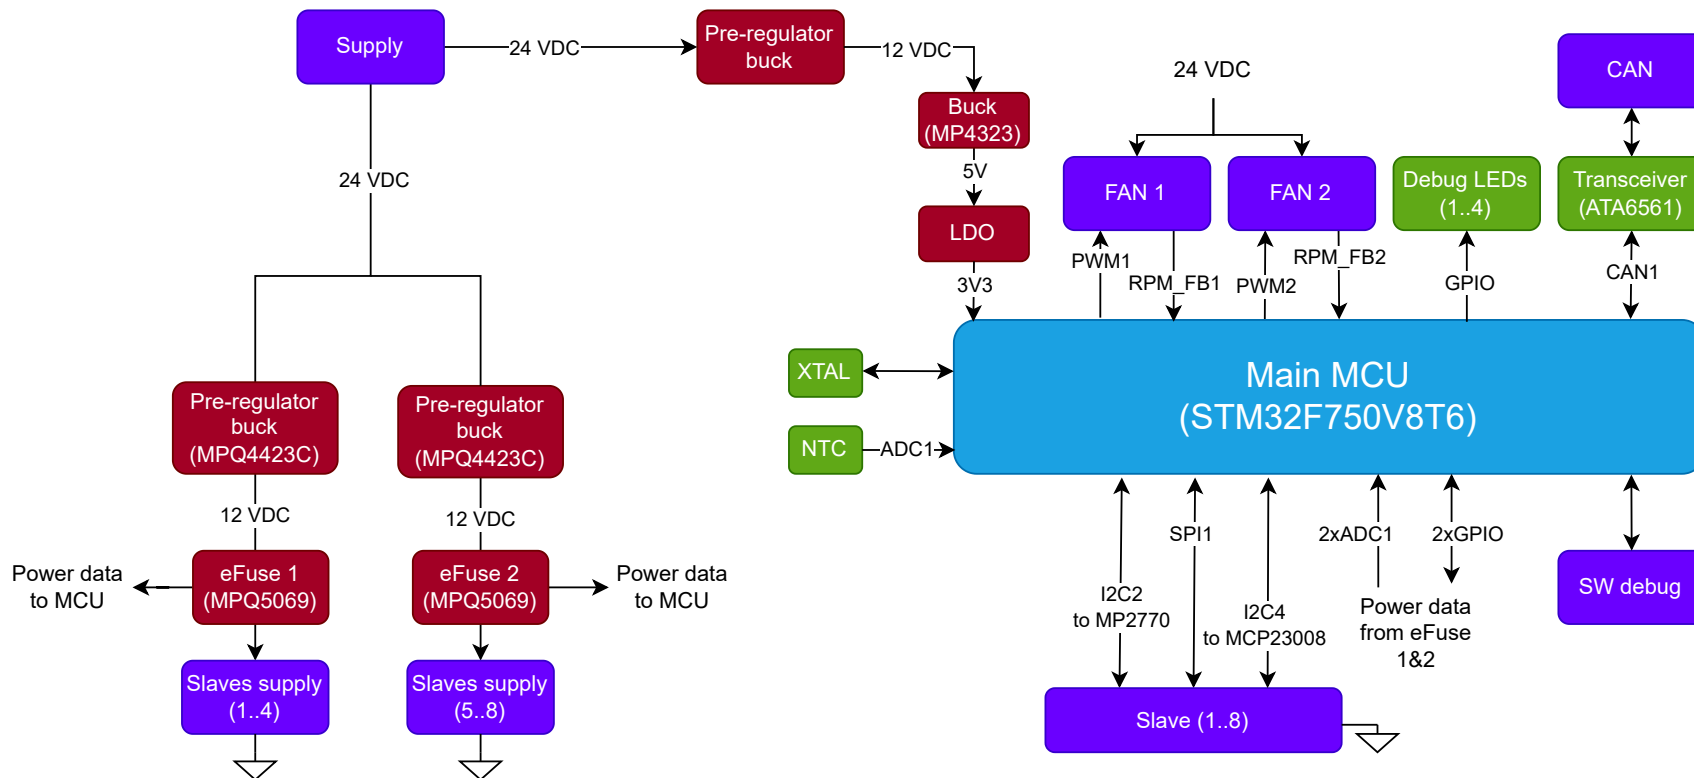 Supply
24 VDC
Pre-regulator
buck
12 VDC
Buck
(MP4323)
5V
LDO
3V3
24 VDC
CAN
FAN 1
FAN 2
Debug LEDs
(1..4)
Transceiver
(ATA6561)
PWM1
RPM_FB1
PWM2
RPM_FB2
GPIO
CAN1
24 VDC
XTAL
NTC
ADC1
Main MCU
(STM32F750V8T6)
Pre-regulator
buck
(MPQ4423C)
Pre-regulator
buck
(MPQ4423C)
12 VDC
12 VDC
Power data
to MCU
eFuse 1
(MPQ5069)
eFuse 2
(MPQ5069)
Power data
to MCU
Slaves supply
(1..4)
Slaves supply
(5..8)
I2C2
to MP2770
SPI1
I2C4
to MCP23008
2xADC1
2xGPIO
Power data
from eFuse
1&2
SW debug
Slave (1..8)